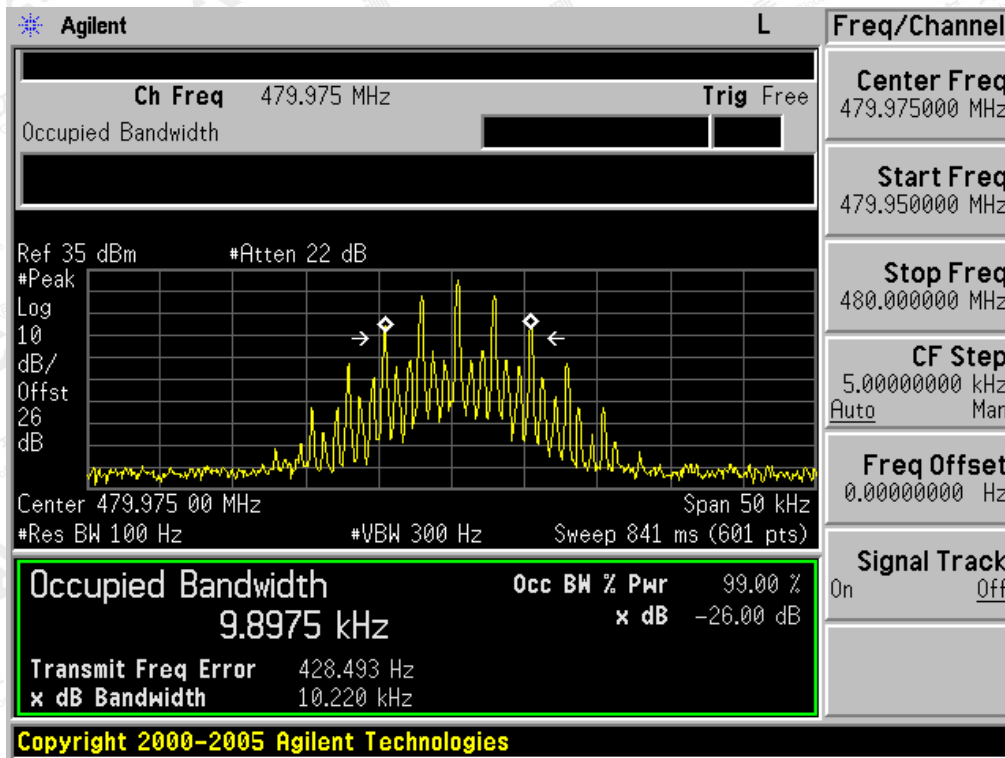 Agilent L
Ch Freq 479.975 MHz Trig Free
Occupied Bandwidth
Ref 35 dBm #Atten 22 dB
#Peak
Log
10
dB/
Offst
26
dB
Center 479.975 00 MHz Span 50 kHz
#Res BW 100 Hz #VBW 300 Hz Sweep 841 ms (601 pts)
Occupied Bandwidth Occ BW % Pwr 99.00 %
9.8975 kHz x dB -26.00 dB
Transmit Freq Error 428.493 Hz
x dB Bandwidth 10.220 kHz
Copyright 2000-2005 Agilent Technologies
Freq/Channel
Center Freq
479.975000 MHz
Start Freq
479.950000 MHz
Stop Freq
480.000000 MHz
CF Step
5.00000000 kHz
Auto Man
Freq Offset
0.00000000 Hz
Signal Track
On Off